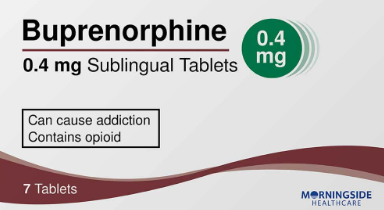 Buprenorphine
0.4 mg Sublingual Tablets
0.4
mg
Can cause addiction
Contains opioid
7 Tablets
MORNINGSIDE
HEALTHCARE